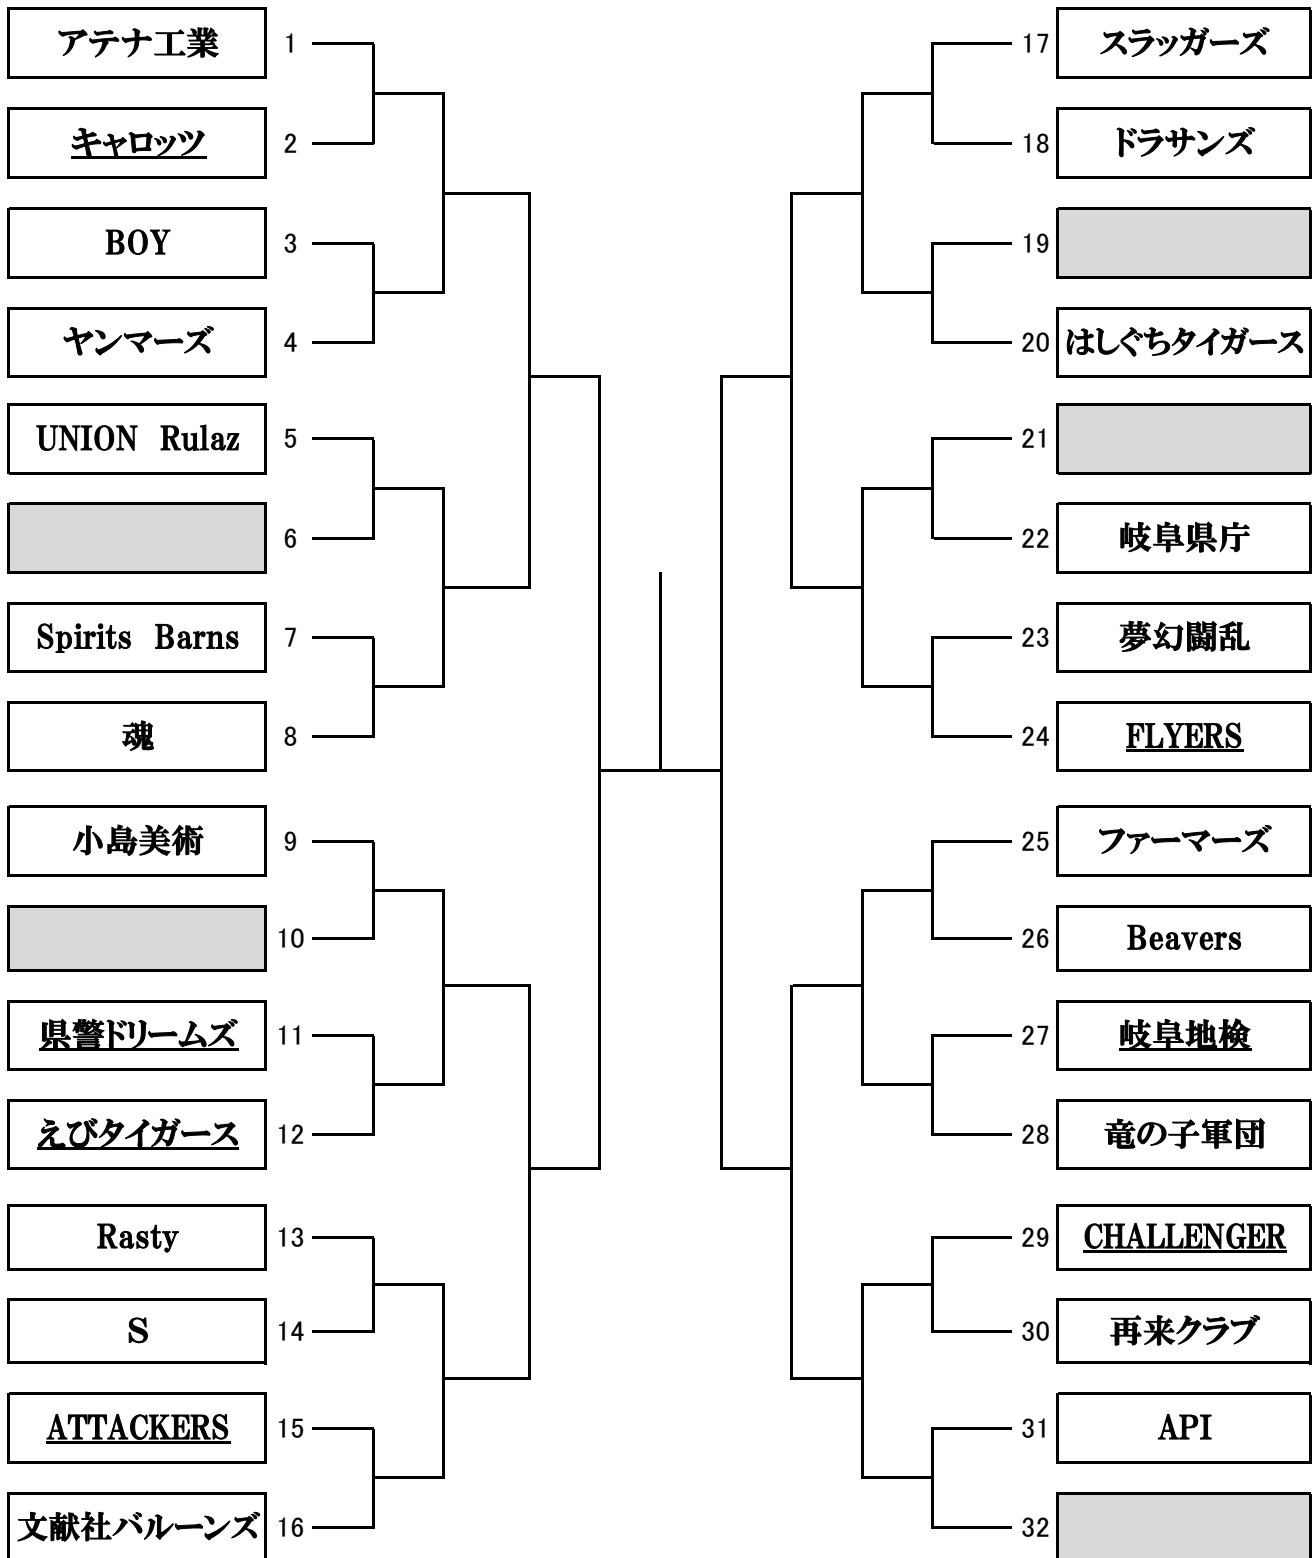 アテナ工業 1
キャロッツ 2
BOY 3
ヤンマーズ 4
UNION Rulaz 5
6
Spirits Barns 7
魂 8
小島美術 9
10
県警ドリームズ 11
えびタイガース 12
Rasty 13
S 14
ATTACKERS 15
文献社バルーンズ 16
17 スラッガーズ
18 ドラサンズ
19
20 はしぐちタイガース
21
22 岐阜県庁
23 夢幻闘乱
24 FLYERS
25 ファーマーズ
26 Beavers
27 岐阜地検
28 竜の子軍団
29 CHALLENGER
30 再来クラブ
31 API
32